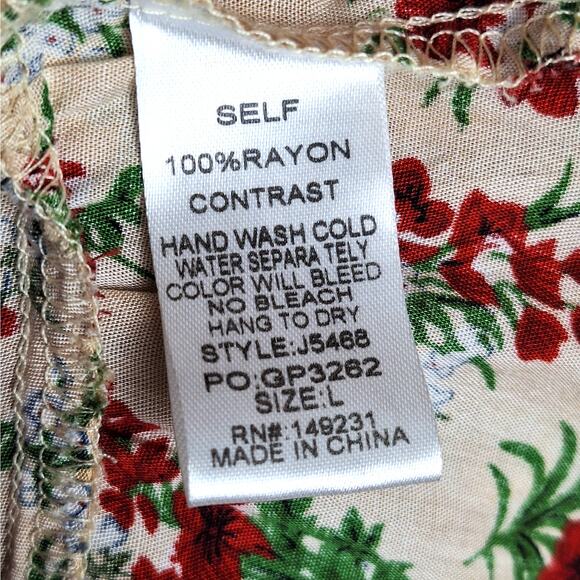 SELF
100%RAYON
CONTRAST
HAND WASH COLD
WATER SEPARA TELY
COLOR WILL BLEED
NO BLEACH
HANG TO DRY
STYLE:J5468
PO:GP3262
SIZE:L
RN#:149231
MADE IN CHINA